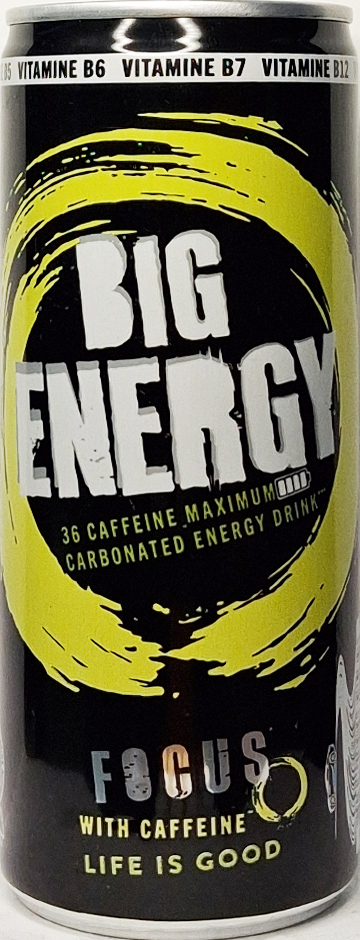 B5 VITAMINE B6 VITAMINE B7 VITAMINE B12
BIG
ENERGY
36 CAFFEINE MAXIMUM
CARBONATED ENERGY DRINK
FOCUS
WITH CAFFEINE
LIFE IS GOOD